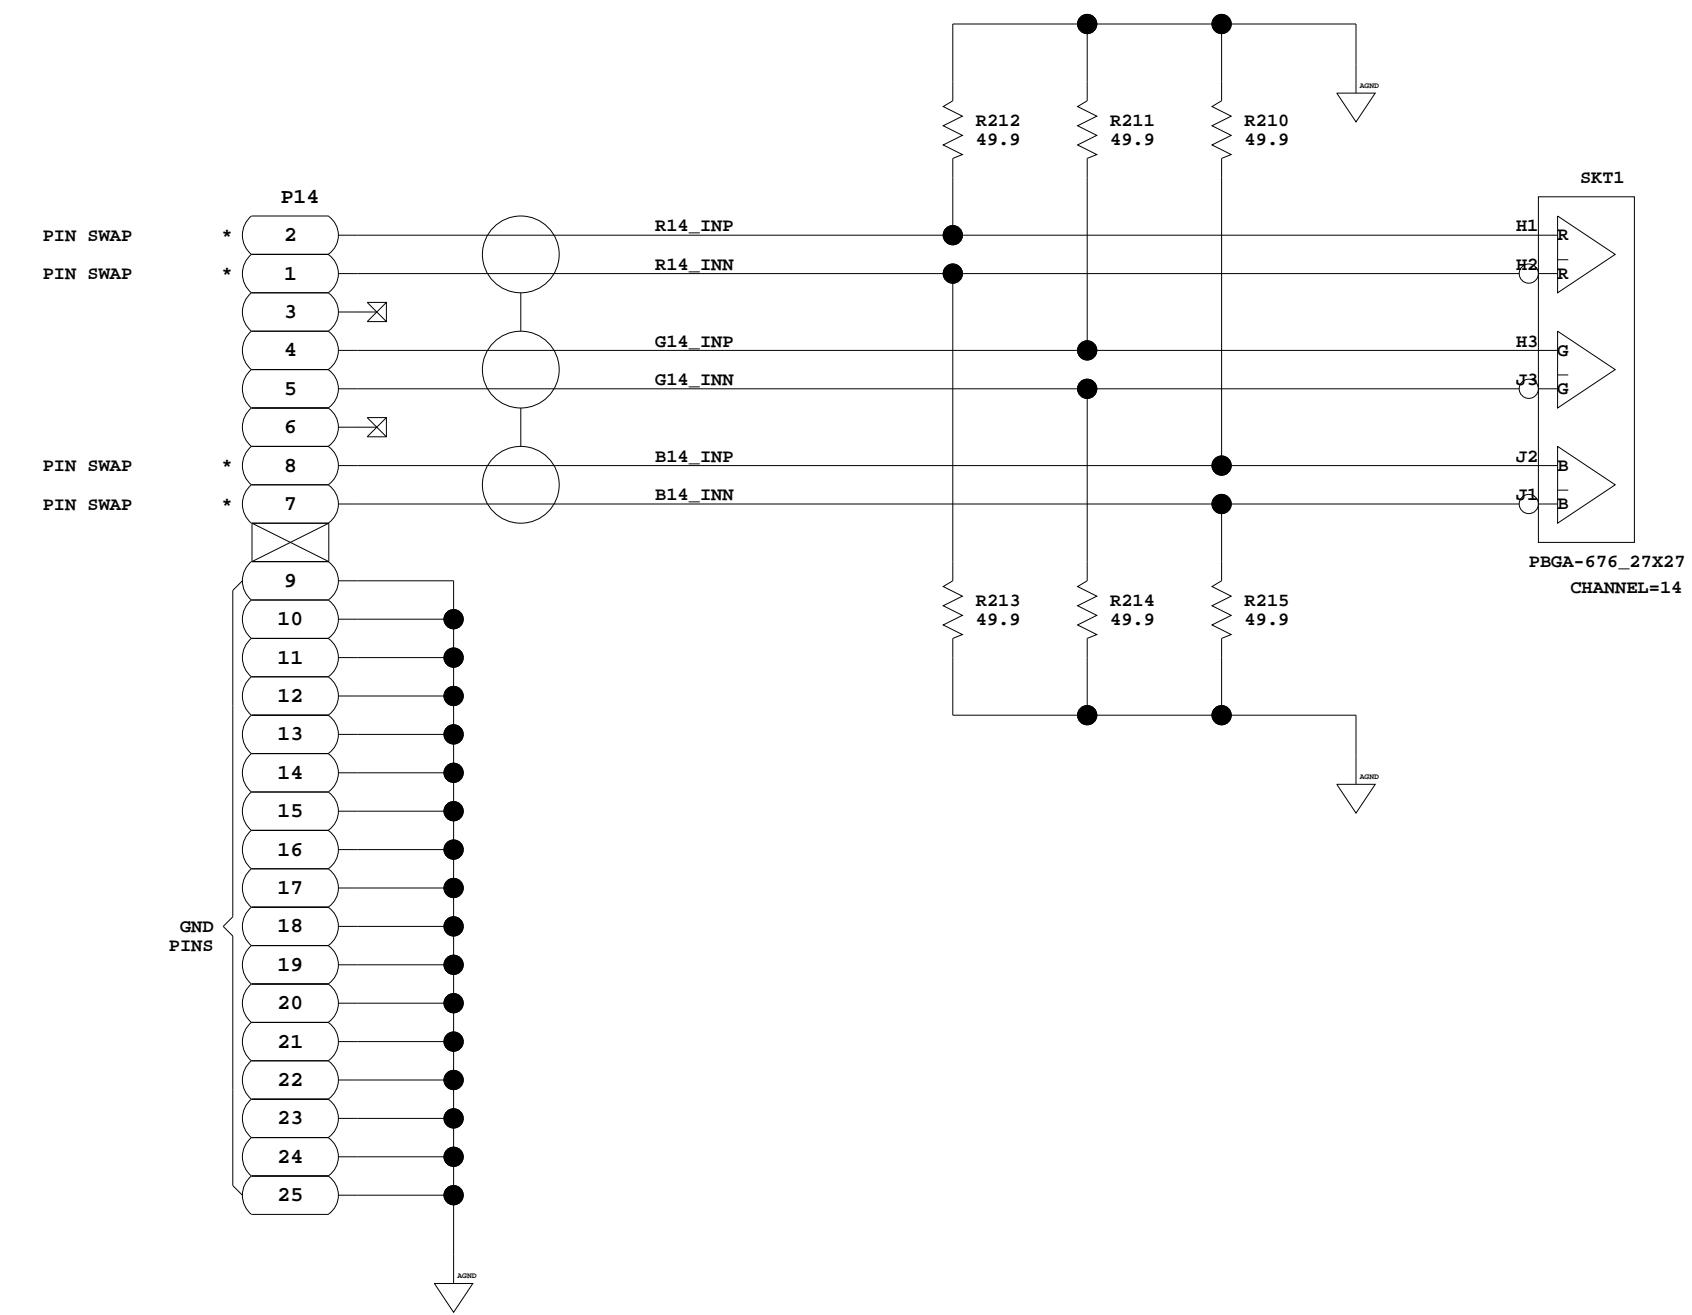 AGND
R212 R211 R210
49.9 49.9 49.9
SKT1
P14
PIN SWAP * 2 R14_INP H1 R
PIN SWAP * 1 R14_INN H2 R
3
4 G14_INP H3 G
5 G14_INN J3 G
6
PIN SWAP * 8 B14_INP J2 B
PIN SWAP * 7 B14_INN J1 B
PBGA-676_27X27
CHANNEL=14
9
R213 R214 R215
49.9 49.9 49.9
10
11
12
13
14
AGND
15
16
17
GND 18
PINS
19
20
21
22
23
24
25
AGND